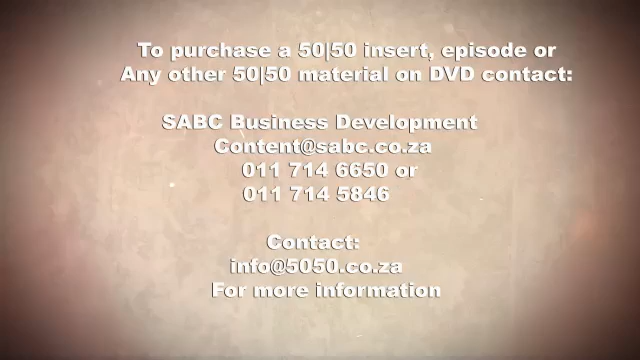 To purchase a 50|50 insert, episode or
Any other 50|50 material on DVD contact:
SABC Business Development
Content@sabc.co.za
011 714 6650 or
011 714 5846
Contact:
info@5050.co.za
For more information